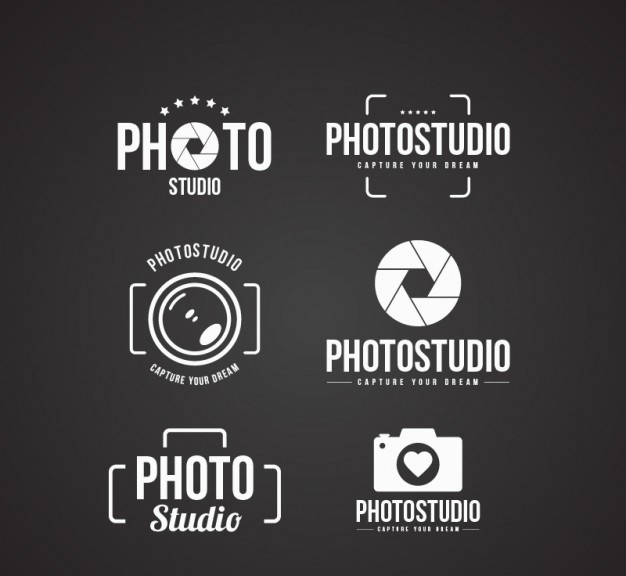 PHOTO
STUDIO
PHOTOSTUDIO
CAPTURE YOUR DREAM
PHOTOSTUDIO
CAPTURE YOUR DREAM
PHOTOSTUDIO
CAPTURE YOUR DREAM
PHOTO
Studio
PHOTOSTUDIO
CAPTURE YOUR DREAM